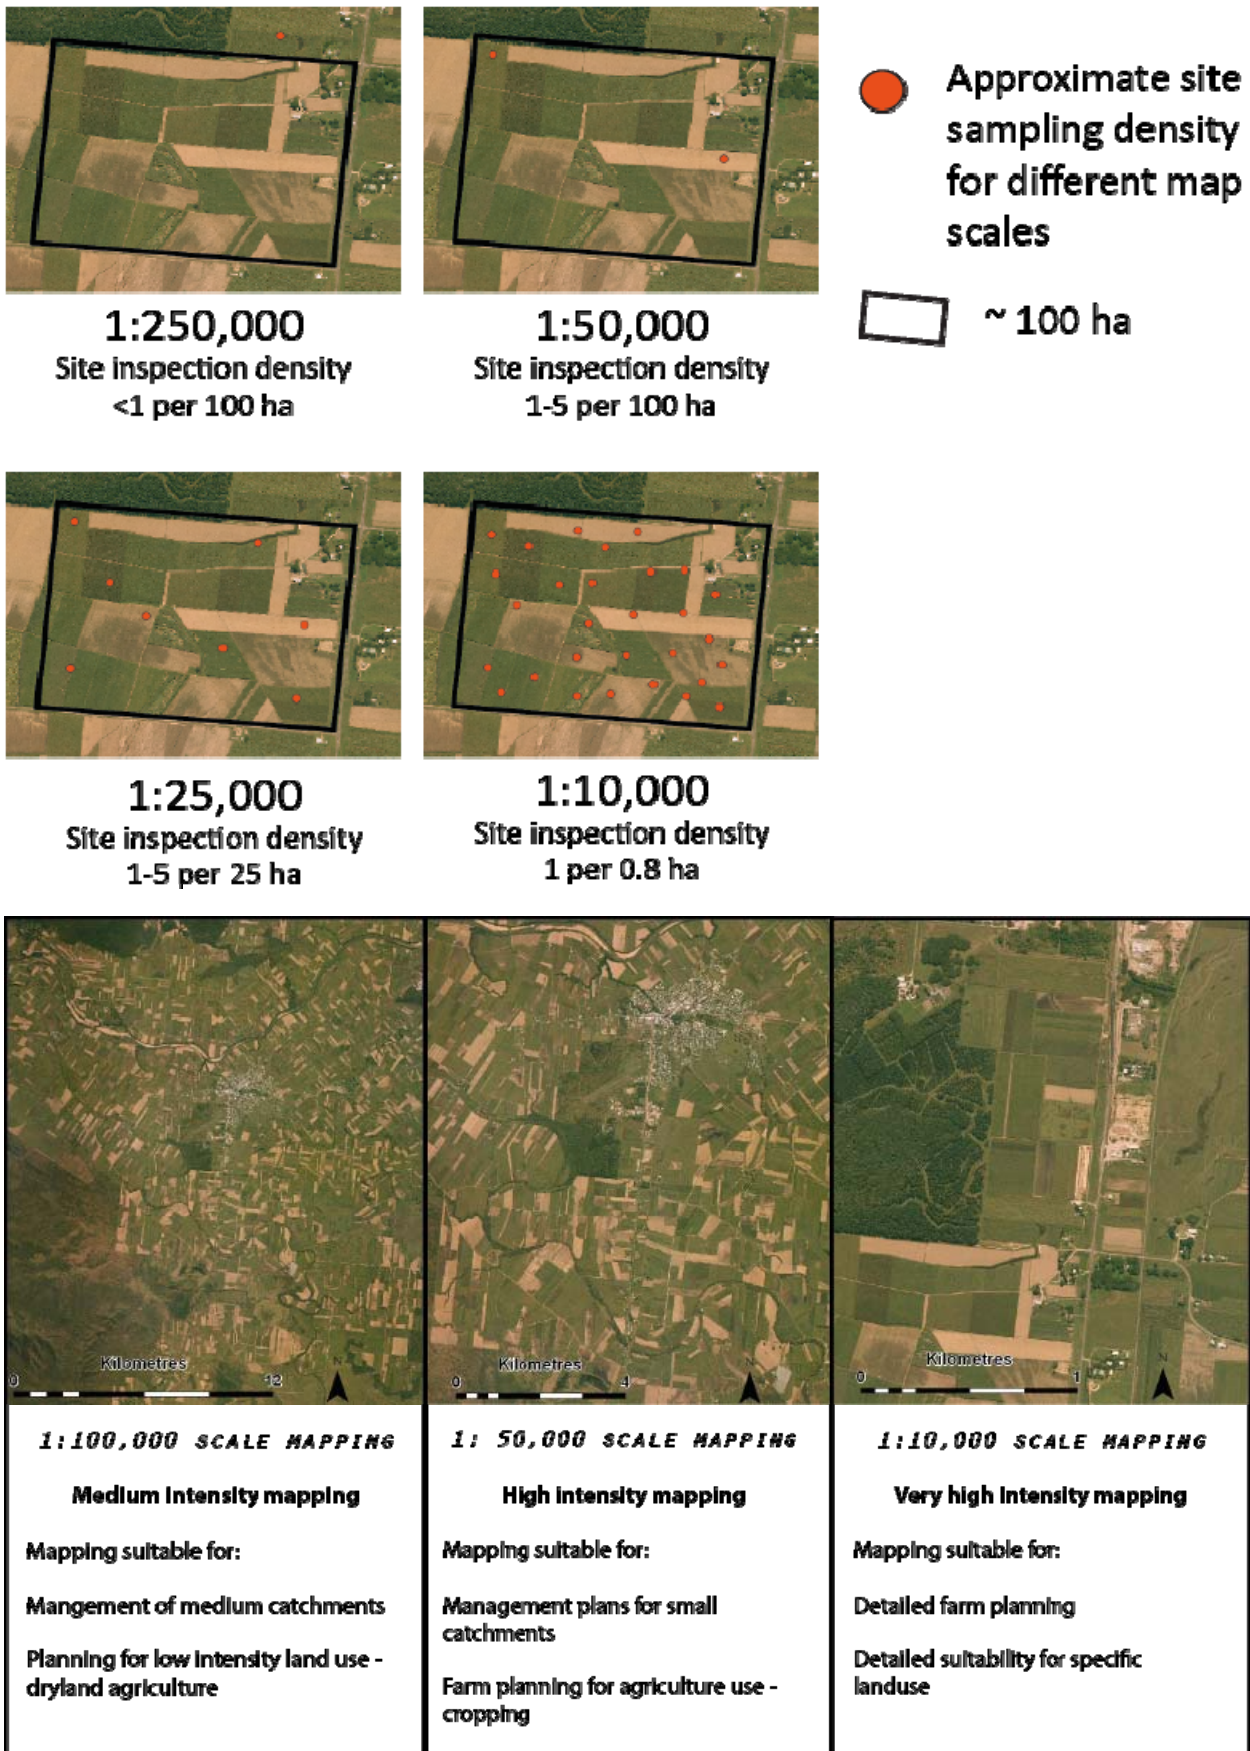 Approximate site
sampling density
for different map
scales
~ 100 ha
1:250,000
Site inspection density
<1 per 100 ha
1:50,000
Site inspection density
1-5 per 100 ha
1:25,000
Site inspection density
1-5 per 25 ha
1:10,000
Site inspection density
1 per 0.8 ha
Kilometres
0 12
N
1:100,000 SCALE MAPPING
Medium intensity mapping
Mapping suitable for:
Mangement of medium catchments
Planning for low intensity land use -
dryland agriculture
Kilometres
0 4
N
1: 50,000 SCALE MAPPING
High intensity mapping
Mapping suitable for:
Management plans for small
catchments
Farm planning for agriculture use -
cropping
Kilometres
0 1
N
1:10,000 SCALE MAPPING
Very high intensity mapping
Mapping suitable for:
Detailed farm planning
Detailed suitability for specific
landuse